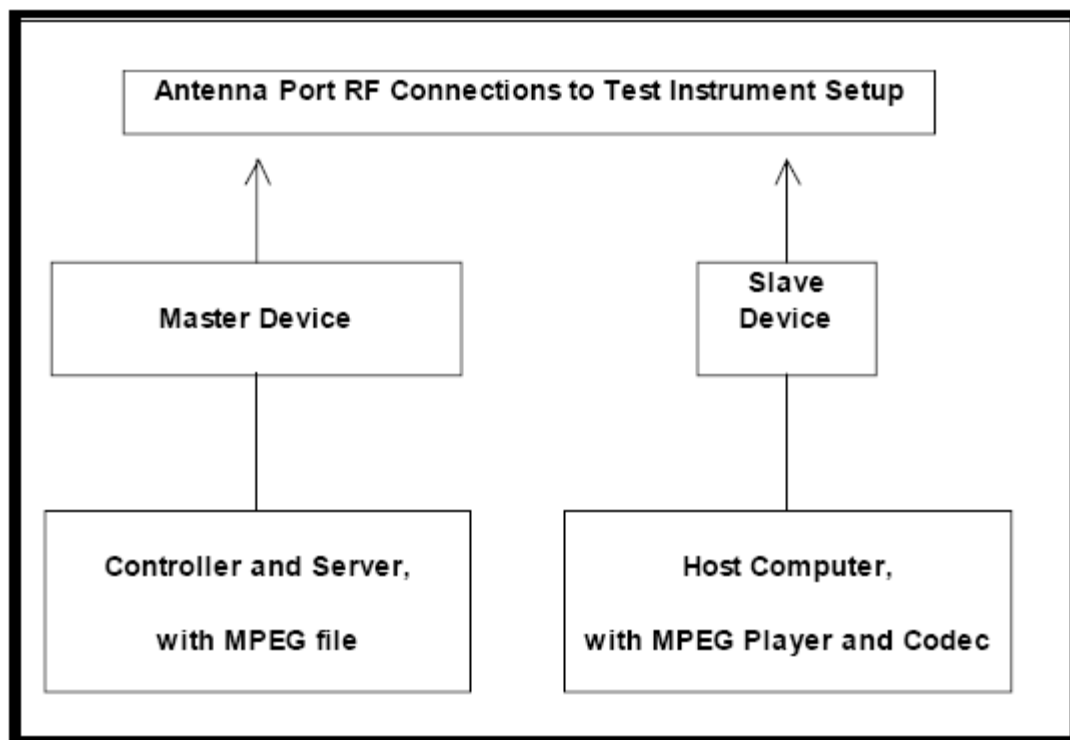 Antenna Port RF Connections to Test Instrument Setup
Master Device
Slave
Device
Controller and Server,
with MPEG file
Host Computer,
with MPEG Player and Codec